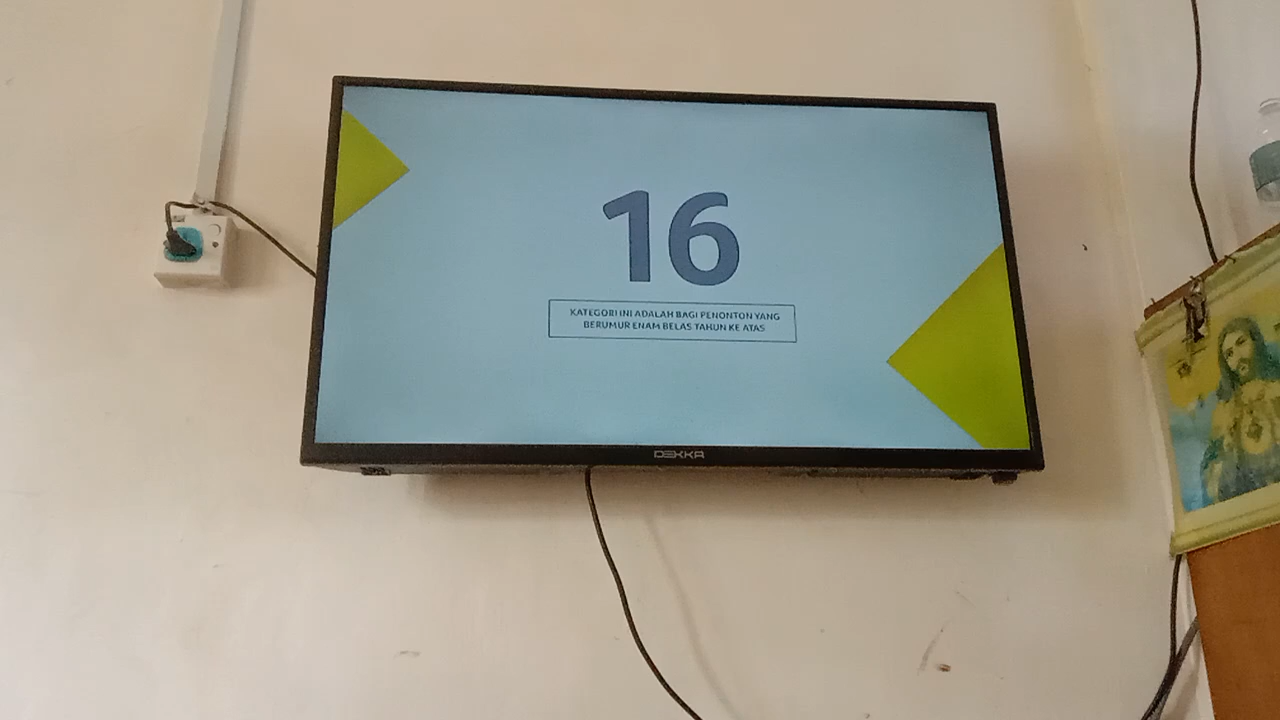 16
KATEGORI INI ADALAH BAGI PENONTON YANG
BERUMUR ENAM BELAS TAHUN KE ATAS
DEKKA